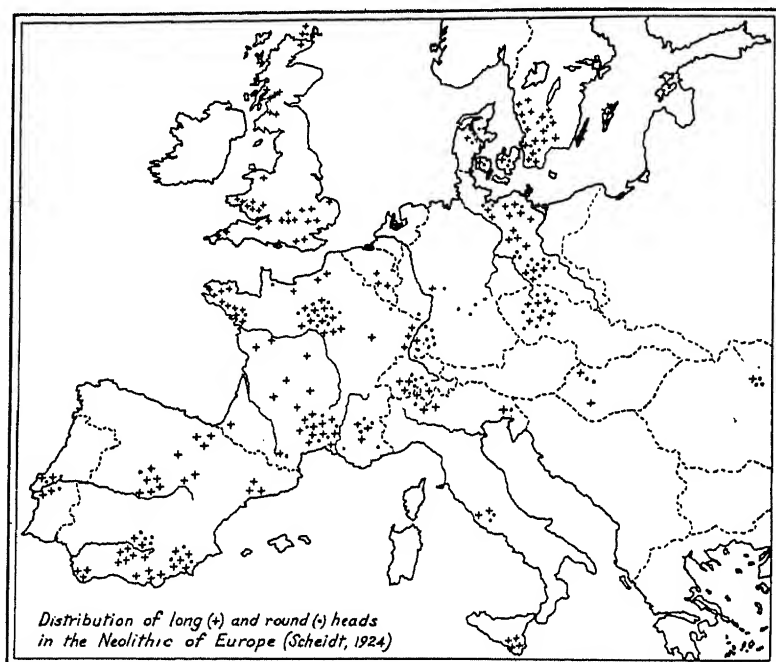 Distribution of long (+) and round (-) heads
in the Neolithic of Europe (Scheidt, 1924)